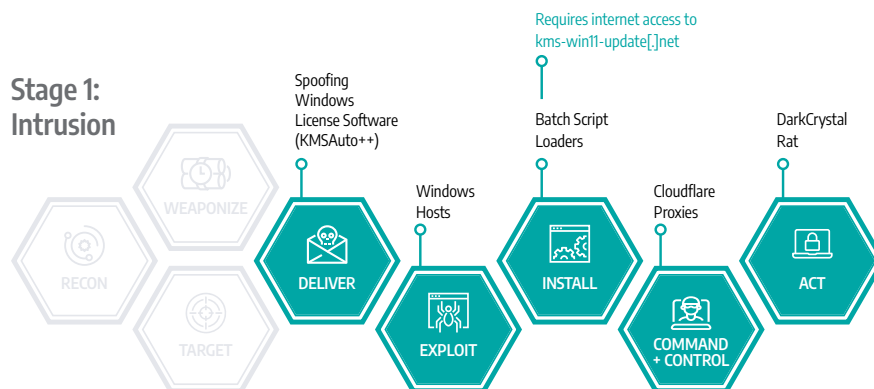 Requires internet access to
kms-win11-update[.]net
Stage 1:
Intrusion
Spoofing
Windows
License Software
(KMSAuto++)
Batch Script
Loaders
DarkCrystal
Rat
Windows
Hosts
Cloudflare
Proxies
WEAPONIZE
RECON
TARGET
DELIVER
EXPLOIT
INSTALL
COMMAND
+ CONTROL
ACT